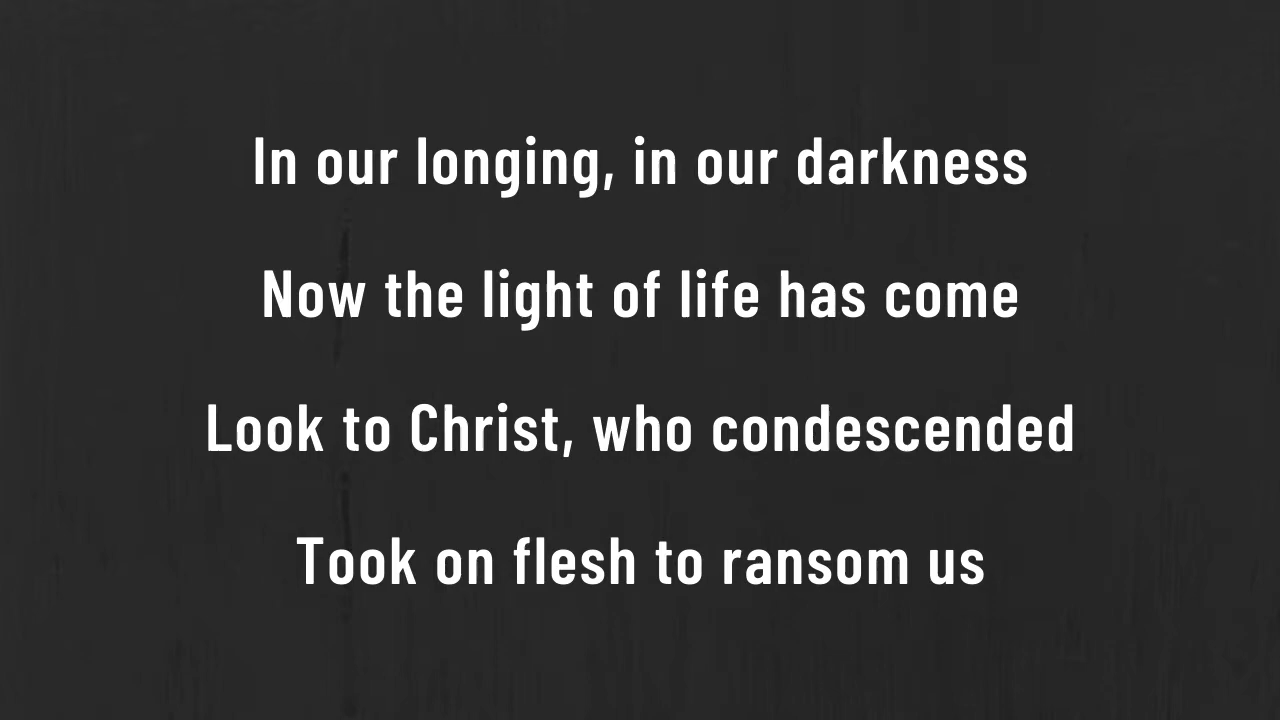 In our longing, in our darkness
Now the light of life has come
Look to Christ, who condescended
Took on flesh to ransom us